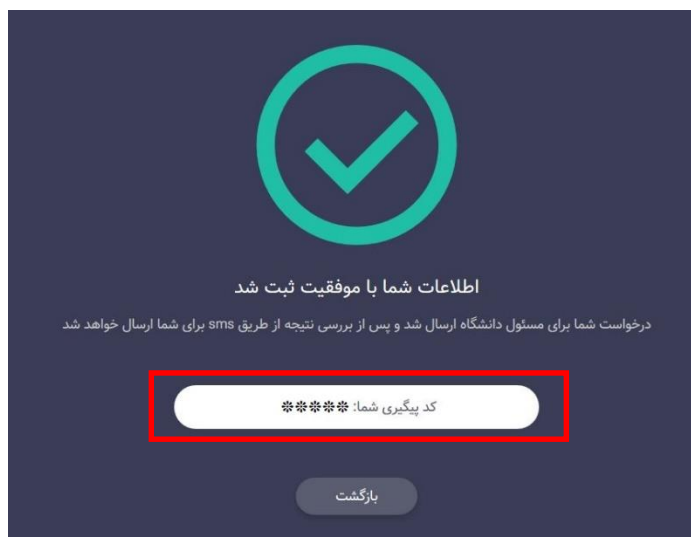 اطلاعات شما با موفقیت ثبت شد
درخواست شما برای مسئول دانشگاه ارسال شد و پس از بررسی نتیجه از طریق sms برای شما ارسال خواهد شد
کد پیگیری شما: *****
بازگشت